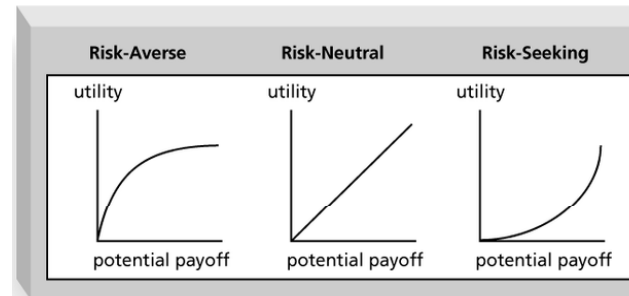 Risk-Averse Risk-Neutral Risk-Seeking
utility utility utility
potential payoff potential payoff potential payoff